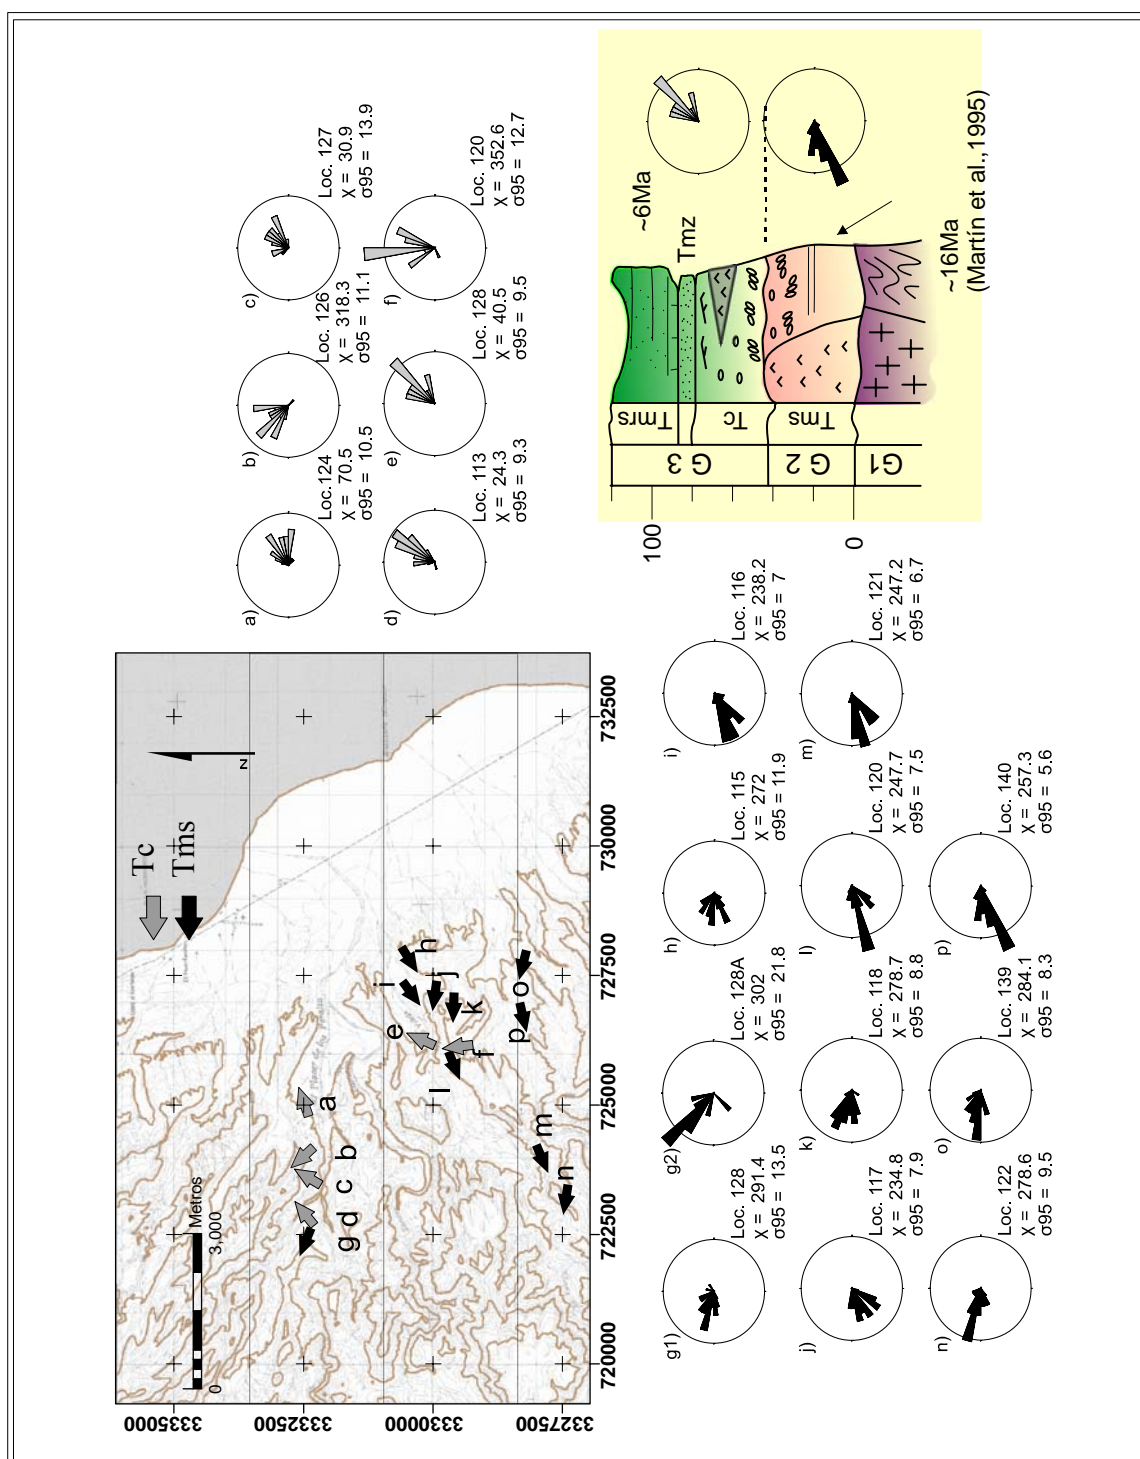 a)
Loc.124
X = 70.5
σ95 = 10.5
b)
Loc. 126
X = 318.3
σ95 = 11.1
c)
Loc. 127
X = 30.9
σ95 = 13.9
d)
Loc. 113
X = 24.3
σ95 = 9.3
e)
Loc. 128
X = 40.5
σ95 = 9.5
f)
Loc. 120
X = 352.6
σ95 = 12.7
Tc
Tms
N
0
3,000
Metros
a
b
c
d
g
e
f
h
i
j
k
l
m
n
o
p
3335000
3332500
3330000
3327500
720000
722500
725000
727500
730000
732500
g1)
Loc. 128
X = 291.4
σ95 = 13.5
g2)
Loc. 128A
X = 302
σ95 = 21.8
h)
Loc. 115
X = 272
σ95 = 11.9
i)
Loc. 116
X = 238.2
σ95 = 7
j)
Loc. 117
X = 234.8
σ95 = 7.9
k)
Loc. 118
X = 278.7
σ95 = 8.8
l)
Loc. 120
X = 247.7
σ95 = 7.5
m)
Loc. 121
X = 247.2
σ95 = 6.7
n)
Loc. 122
X = 278.6
σ95 = 9.5
o)
Loc. 139
X = 284.1
σ95 = 8.3
p)
Loc. 140
X = 257.3
σ95 = 5.6
100
0
G 3
G 2
G1
Tmrs
Tc
Tms
~6Ma
Tmz
~16Ma
(Martín et al.,1995)